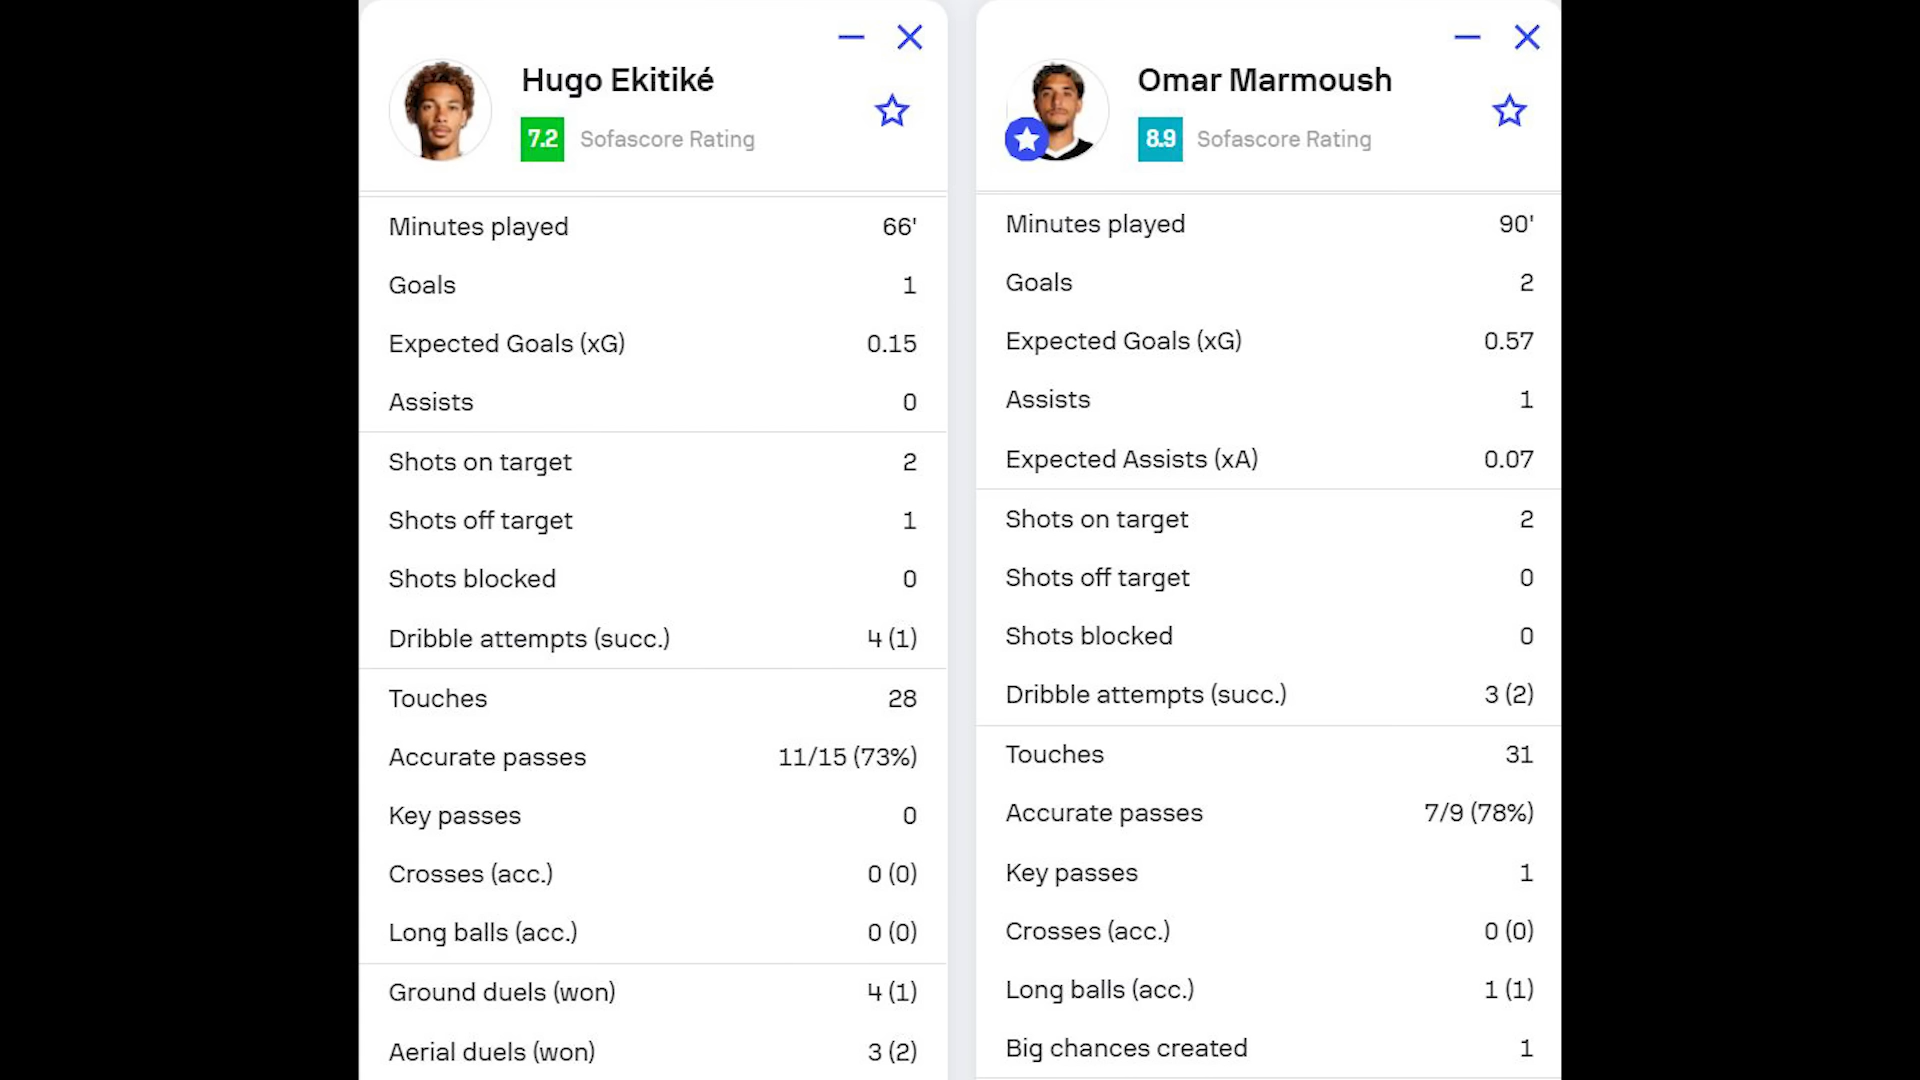 Hugo Ekitiké
7.2 Sofascore Rating
Minutes played 66'
Goals 1
Expected Goals (xG) 0.15
Assists 0
Shots on target 2
Shots off target 1
Shots blocked 0
Dribble attempts (succ.) 4 (1)
Touches 28
Accurate passes 11/15 (73%)
Key passes 0
Crosses (acc.) 0 (0)
Long balls (acc.) 0 (0)
Ground duels (won) 4 (1)
Aerial duels (won) 3 (2)
Omar Marmoush
8.9 Sofascore Rating
Minutes played 90'
Goals 2
Expected Goals (xG) 0.57
Assists 1
Expected Assists (xA) 0.07
Shots on target 2
Shots off target 0
Shots blocked 0
Dribble attempts (succ.) 3 (2)
Touches 31
Accurate passes 7/9 (78%)
Key passes 1
Crosses (acc.) 0 (0)
Long balls (acc.) 1 (1)
Big chances created 1